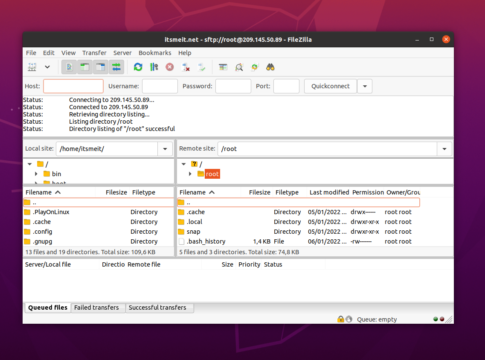 itsmeit.net - sftp://root@209.145.50.89 - FileZilla
File Edit View Transfer Server Bookmarks Help
Host: Username: Password: Port: Quickconnect
Status: Connecting to 209.145.50.89...
Status: Connected to 209.145.50.89
Status: Retrieving directory listing...
Status: Listing directory /root
Status: Directory listing of "/root" successful
Local site: /home/itsmeit/ Remote site: /root
/ ? /
bin root
Filename Filesize Filetype Filename Filesize Filetype Last modified Permission Owner/Grou
.. ..
.PlayOnLinux Directory .cache Directory 05/01/2022 ... drwx------ root root
.cache Directory .local Directory 05/01/2022 ... drwxr-xr-x root root
.config Directory snap Directory 05/01/2022 ... drwxr-xr-x root root
.gnupg Directory .bash_history 1,4 KB File 06/01/2022 ... -rw------- root root
13 files and 19 directories. Total size: 109,6 KB 5 files and 3 directories. Total size: 74,8 KB
Server/Local file Directio Remote file Size Priority Status
Queued files Failed transfers Successful transfers
Queue: empty